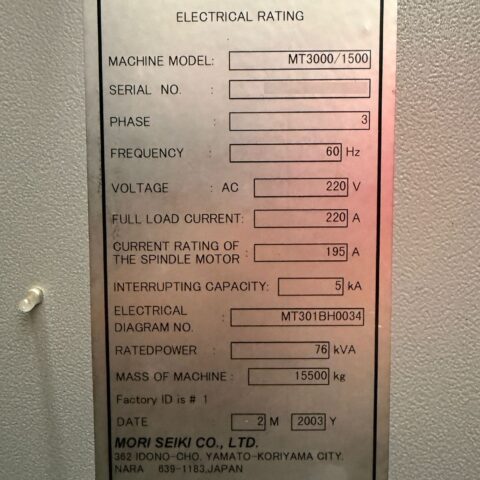 ELECTRICAL RATING
MACHINE MODEL: MT3000/1500
SERIAL NO. :
PHASE : 3
FREQUENCY : 60 Hz
VOLTAGE : AC 220 V
FULL LOAD CURRENT: 220 A
CURRENT RATING OF
THE SPINDLE MOTOR : 195 A
INTERRUPTING CAPACITY: 5 kA
ELECTRICAL
DIAGRAM NO. : MT301BH0034
RATEDPOWER : 76 kVA
MASS OF MACHINE : 15500 kg
Factory ID is # 1
DATE - 2 M 2003 Y
MORI SEIKI CO., LTD.
362 IDONO-CHO, YAMATO-KORIYAMA CITY,
NARA 639-1183,JAPAN